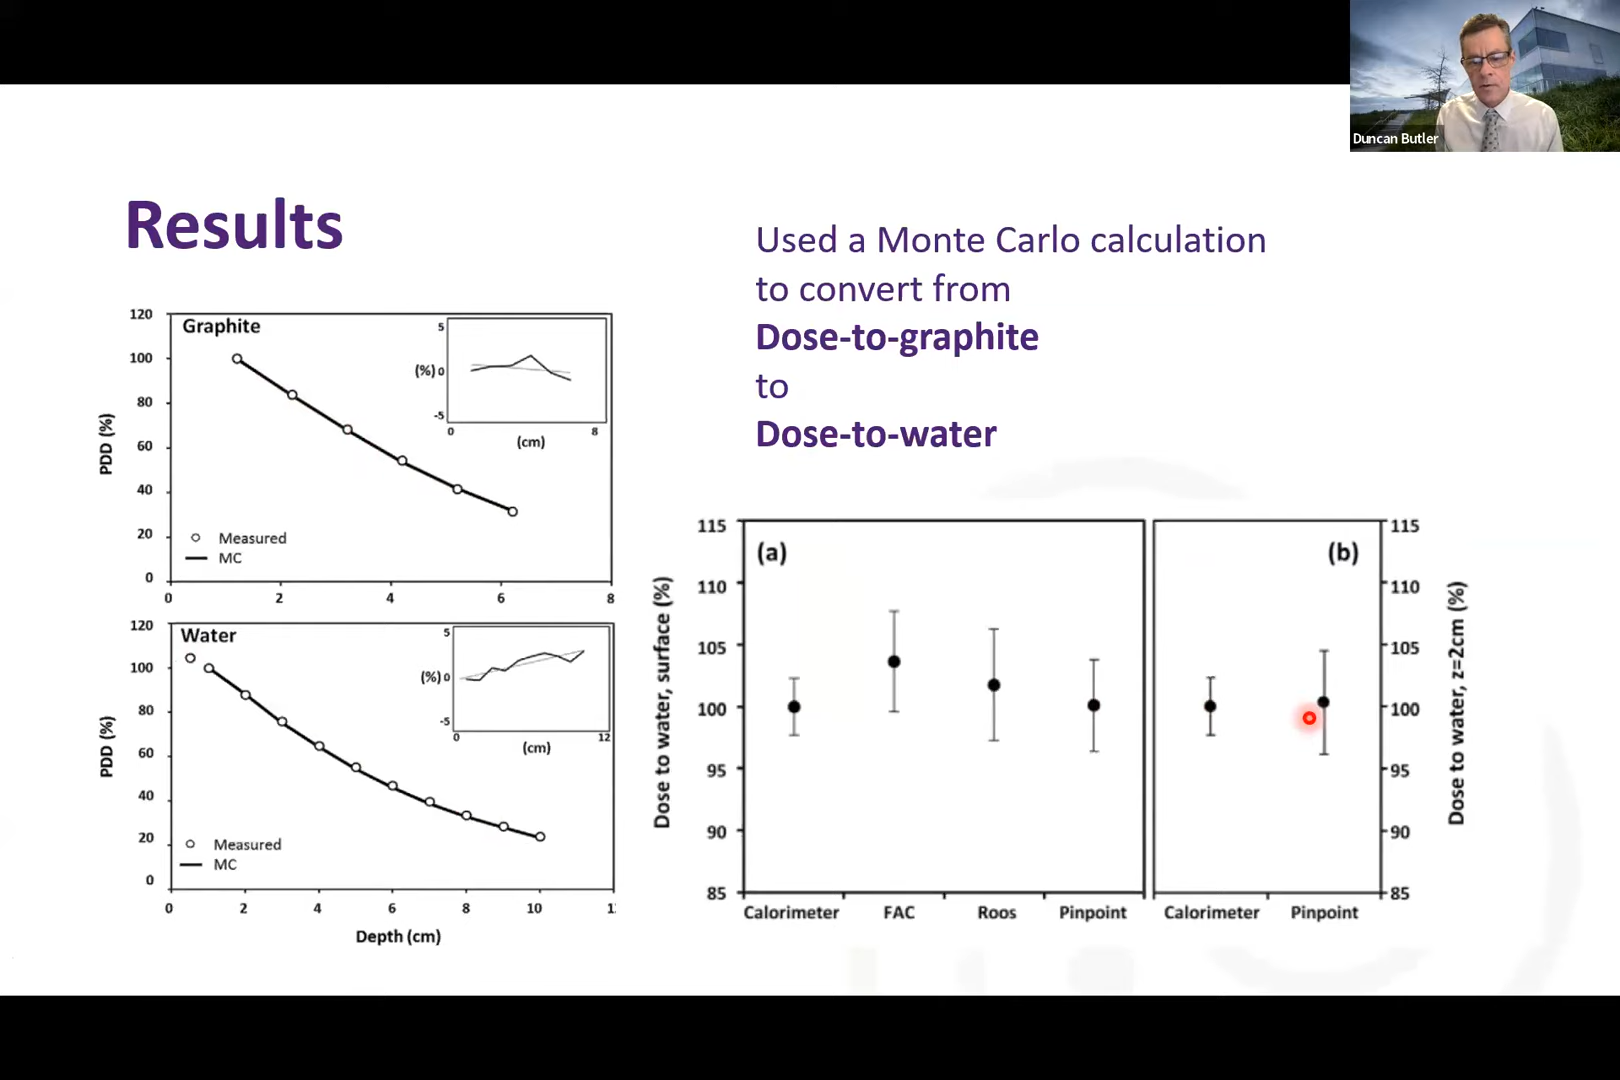 Duncan Butler
Results
Used a Monte Carlo calculation
to convert from
Dose-to-graphite
to
Dose-to-water
Graphite
PDD (%)
120
100
80
60
40
20
0
0 2 4 6 8
Measured
MC
5
(%) 0
-5
0 8
(cm)
Water
PDD (%)
120
100
80
60
40
20
0
0 2 4 6 8 10 1
Depth (cm)
Measured
MC
5
(%) 0
-5
0 12
(cm)
(a)
Dose to water, surface (%)
115
110
105
100
95
90
85
Calorimeter FAC Roos Pinpoint
(b)
115
110
105
100
95
90
85
Dose to water, z=2cm (%)
Calorimeter Pinpoint